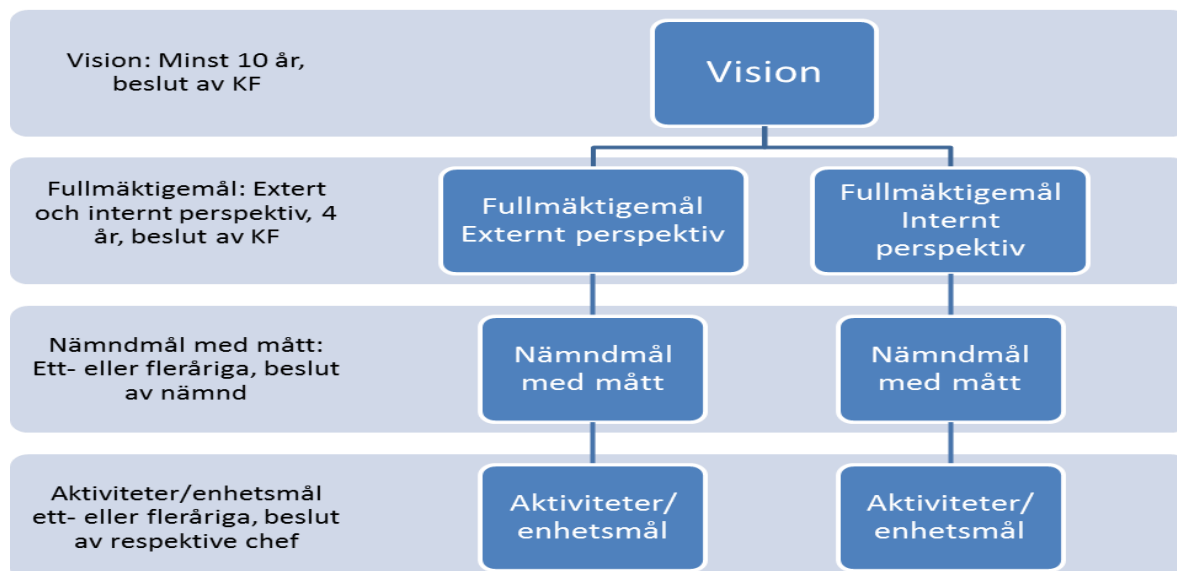 Vision: Minst 10 år,
beslut av KF
Vision
Fullmäktigemål: Extert
och internt perspektiv, 4
år, beslut av KF
Fullmäktigemål
Externt perspektiv
Fullmäktigemål
Internt
perspektiv
Nämndmål med mått:
Ett- eller fleråriga, beslut
av nämnd
Nämndmål
med mått
Nämndmål
med mått
Aktiviteter/enhetsmål
ett- eller fleråriga, beslut
av respektive chef
Aktiviteter/
enhetsmål
Aktiviteter/
enhetsmål